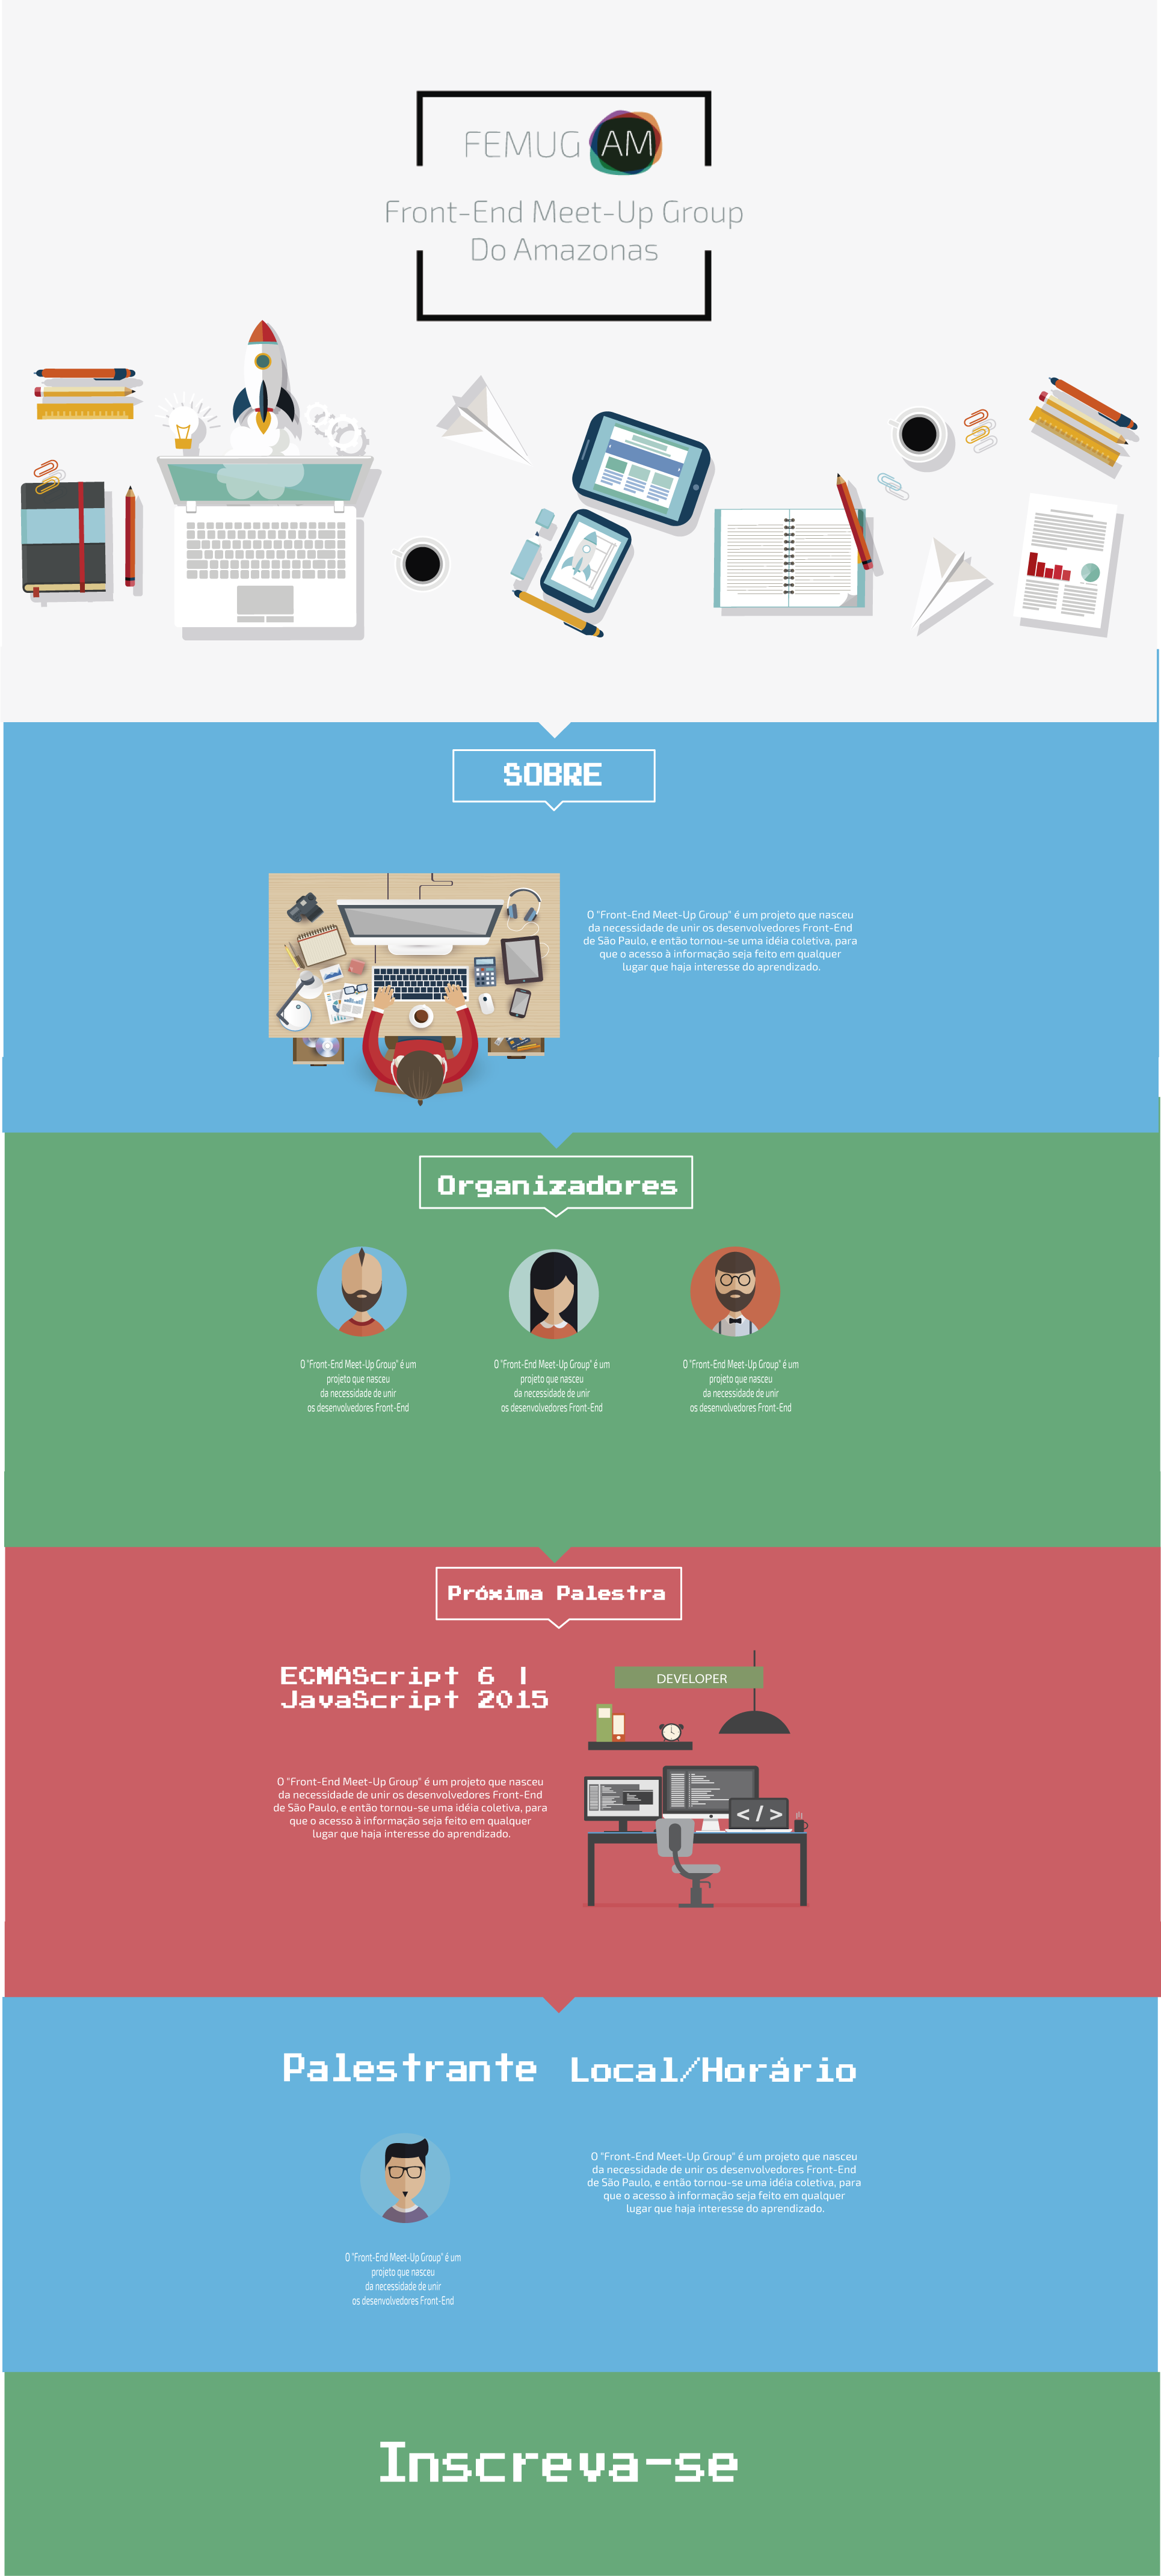 FEMUG AM
Front-End Meet-Up Group
Do Amazonas
SOBRE
O "Front-End Meet-Up Group" é um projeto que nasceu
da necessidade de unir os desenvolvedores Front-End
de São Paulo, e então tornou-se uma idéia coletiva, para
que o acesso à informação seja feito em qualquer
lugar que haja interesse do aprendizado.
Organizadores
O "Front-End Meet-Up Group" é um
projeto que nasceu
da necessidade de unir
os desenvolvedores Front-End
O "Front-End Meet-Up Group" é um
projeto que nasceu
da necessidade de unir
os desenvolvedores Front-End
O "Front-End Meet-Up Group" é um
projeto que nasceu
da necessidade de unir
os desenvolvedores Front-End
Próxima Palestra
ECMAScript 6 |
JavaScript 2015
O "Front-End Meet-Up Group" é um projeto que nasceu
da necessidade de unir os desenvolvedores Front-End
de São Paulo, e então tornou-se uma idéia coletiva, para
que o acesso à informação seja feito em qualquer
lugar que haja interesse do aprendizado.
DEVELOPER
</>
Palestrante
O "Front-End Meet-Up Group" é um
projeto que nasceu
da necessidade de unir
os desenvolvedores Front-End
Local/Horário
O "Front-End Meet-Up Group" é um projeto que nasceu
da necessidade de unir os desenvolvedores Front-End
de São Paulo, e então tornou-se uma idéia coletiva, para
que o acesso à informação seja feito em qualquer
lugar que haja interesse do aprendizado.
Inscreva-se